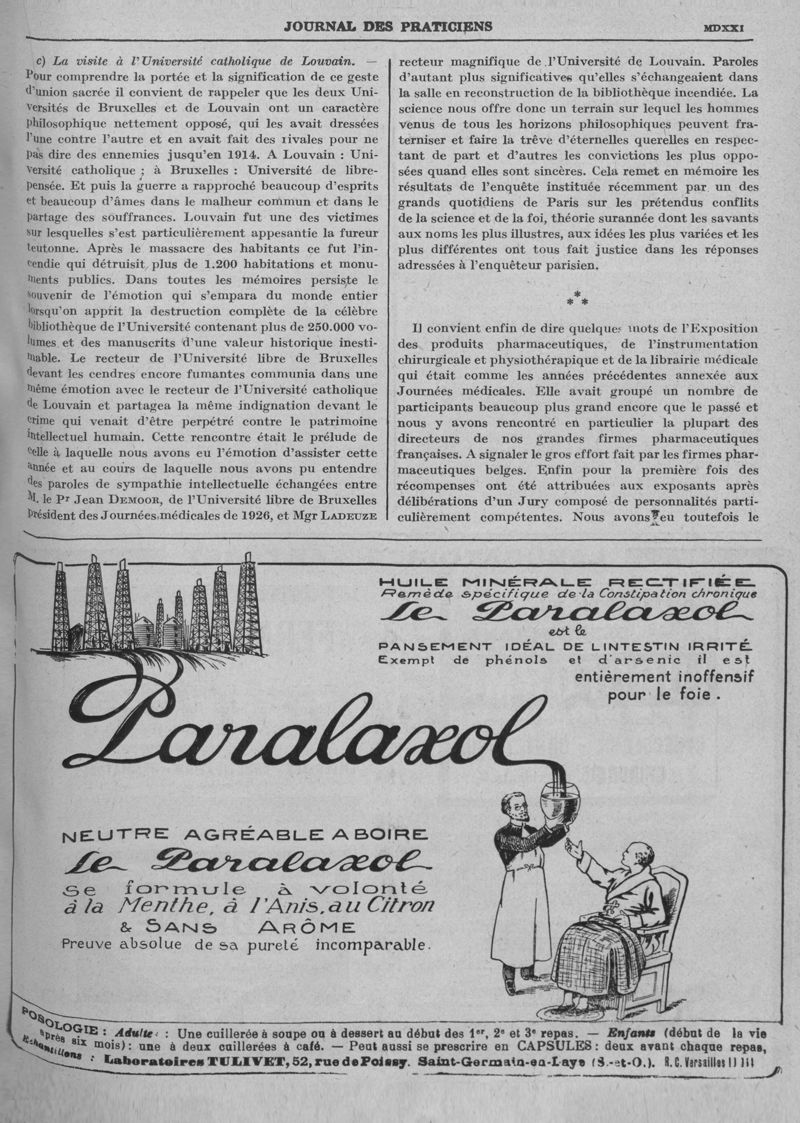 JOURNAL DES PRATICIENS
MDXXI
c) La visite à l'Université catholique de Louvain. —
Pour comprendre la portée et la signification de ce geste
d'union sacrée il convient de rappeler que les deux Uni-
versités de Bruxelles et de Louvain ont un caractère
philosophique nettement opposé, qui les avait dressées
l'une contre l'autre et en avait fait des rivales pour ne
pas dire des ennemies jusqu'en 1914. A Louvain : Uni-
versité catholique ; à Bruxelles : Université de libre-
pensée. Et puis la guerre a rapproché beaucoup d'esprits
et beaucoup d'âmes dans le malheur commun et dans le
partage des souffrances. Louvain fut une des victimes
sur lesquelles s'est particulièrement appesantie la fureur
teutonne. Après le massacre des habitants ce fut l'in-
cendie qui détruisit plus de 1.200 habitations et monu-
ments publics. Dans toutes les mémoires persiste le
souvenir de l'émotion qui s'empara du monde entier
lorsqu'on apprit la destruction complète de la célèbre
bibliothèque de l'Université contenant plus de 250.000 vo-
lumes et des manuscrits d'une valeur historique inesti-
mable. Le recteur de l'Université libre de Bruxelles
devant les cendres encore fumantes communia dans une
même émotion avec le recteur de l'Université catholique
de Louvain et partagea la même indignation devant le
crime qui venait d'être perpétré contre le patrimoine
intellectuel humain. Cette rencontre était le prélude de
celle à laquelle nous avons eu l'émotion d'assister cette
année et au cours de laquelle nous avons pu entendre
des paroles de sympathie intellectuelle échangées entre
M. le Pr Jean DEMOOR, de l'Université libre de Bruxelles
Président des Journées médicales de 1926, et Mgr LADEUZE
recteur magnifique de l'Université de Louvain. Paroles
d'autant plus significatives qu'elles s'échangeaient dans
la salle en reconstruction de la bibliothèque incendiée. La
science nous offre donc un terrain sur lequel les hommes
venus de tous les horizons philosophiques peuvent fra-
terniser et faire la trêve d'éternelles querelles en respec-
tant de part et d'autres les convictions les plus oppo-
sées quand elles sont sincères. Cela remet en mémoire les
résultats de l'enquête instituée récemment par un des
grands quotidiens de Paris sur les prétendus conflits
de la science et de la foi, théorie surannée dont les savants
aux noms les plus illustres, aux idées les plus variées et les
plus différentes ont tous fait justice dans les réponses
adressées à l'enquêteur parisien.
* * *
Il convient enfin de dire quelques mots de l'Exposition
des produits pharmaceutiques, de l'instrumentation
chirurgicale et physiothérapique et de la librairie médicale
qui était comme les années précédentes annexée aux
Journées médicales. Elle avait groupé un nombre de
participants beaucoup plus grand encore que le passé et
nous y avons rencontré en particulier la plupart des
directeurs de nos grandes firmes pharmaceutiques
françaises. A signaler le gros effort fait par les firmes phar-
maceutiques belges. Enfin pour la première fois des
récompenses ont été attribuées aux exposants après
délibérations d'un Jury composé de personnalités parti-
culièrement compétentes. Nous avons eu toutefois le
HUILE MINÉRALE RECTIFIÉE
Remède spécifique de la Constipation chronique
Le Paralaxol
est le
PANSEMENT IDÉAL DE LINTESTIN IRRITÉ
Exempt de phénols et d'arsenic il est
entièrement inoffensif
pour le foie.
Paralaxol
NEUTRE AGRÉABLE A BOIRE
Le Paralaxol
se formule à volonté
à la Menthe, à l'Anis, au Citron
& SANS ARÔME
Preuve absolue de sa pureté incomparable.
POSOLOGIE : Adulte : Une cuillerée à soupe ou à dessert au début des 1er, 2e et 3e repas. — Enfants (début de la vie
après six mois) : une à deux cuillerées à café. — Peut aussi se prescrire en CAPSULES : deux avant chaque repas,
Echantillons : Laboratoires TULIVET, 52, rue de Poissy. Saint-Germain-en-Laye (S.-et-O.). R.C. Versailles